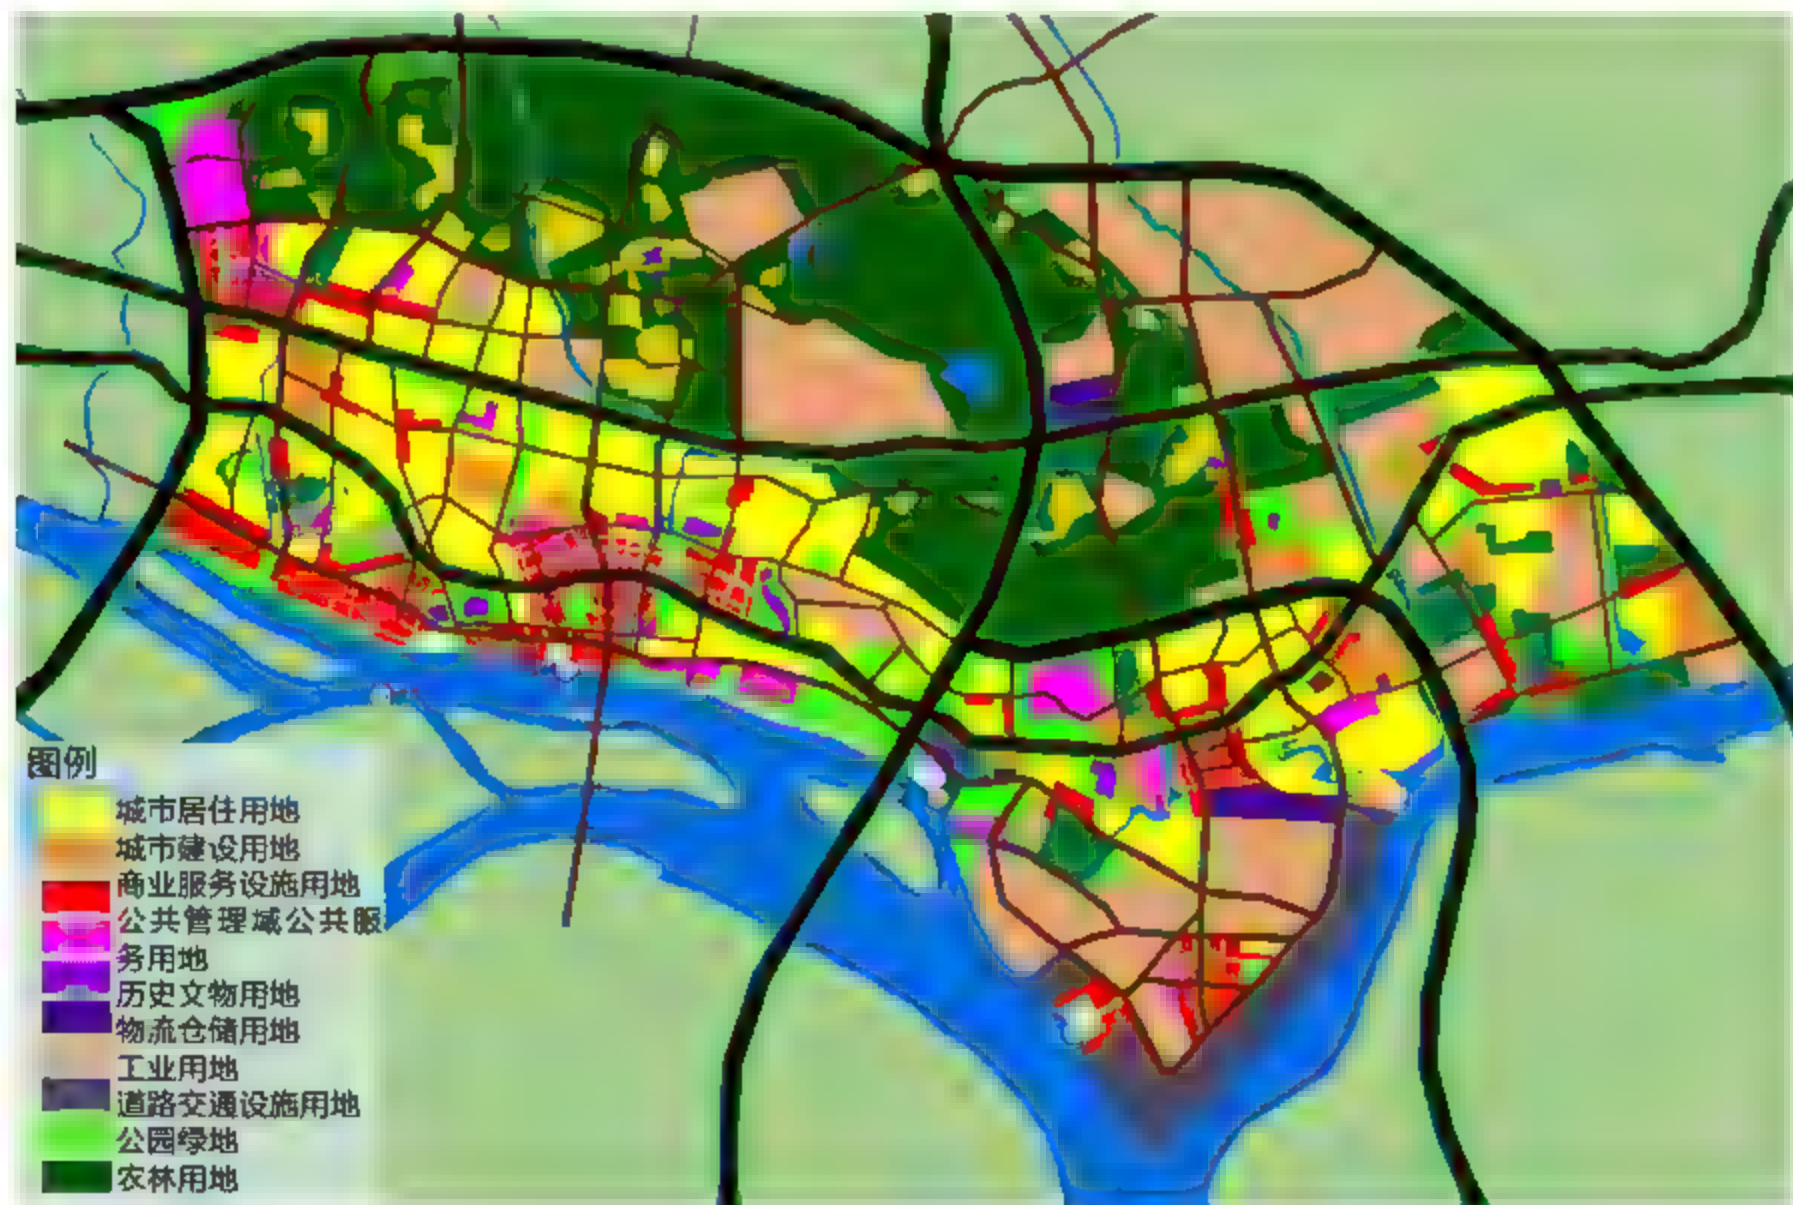 图例
城市居住用地
城市建设用地
商业服务设施用地
公共管理域公共服
务用地
历史文物用地
物流仓储用地
工业用地
道路交通设施用地
公园绿地
农林用地